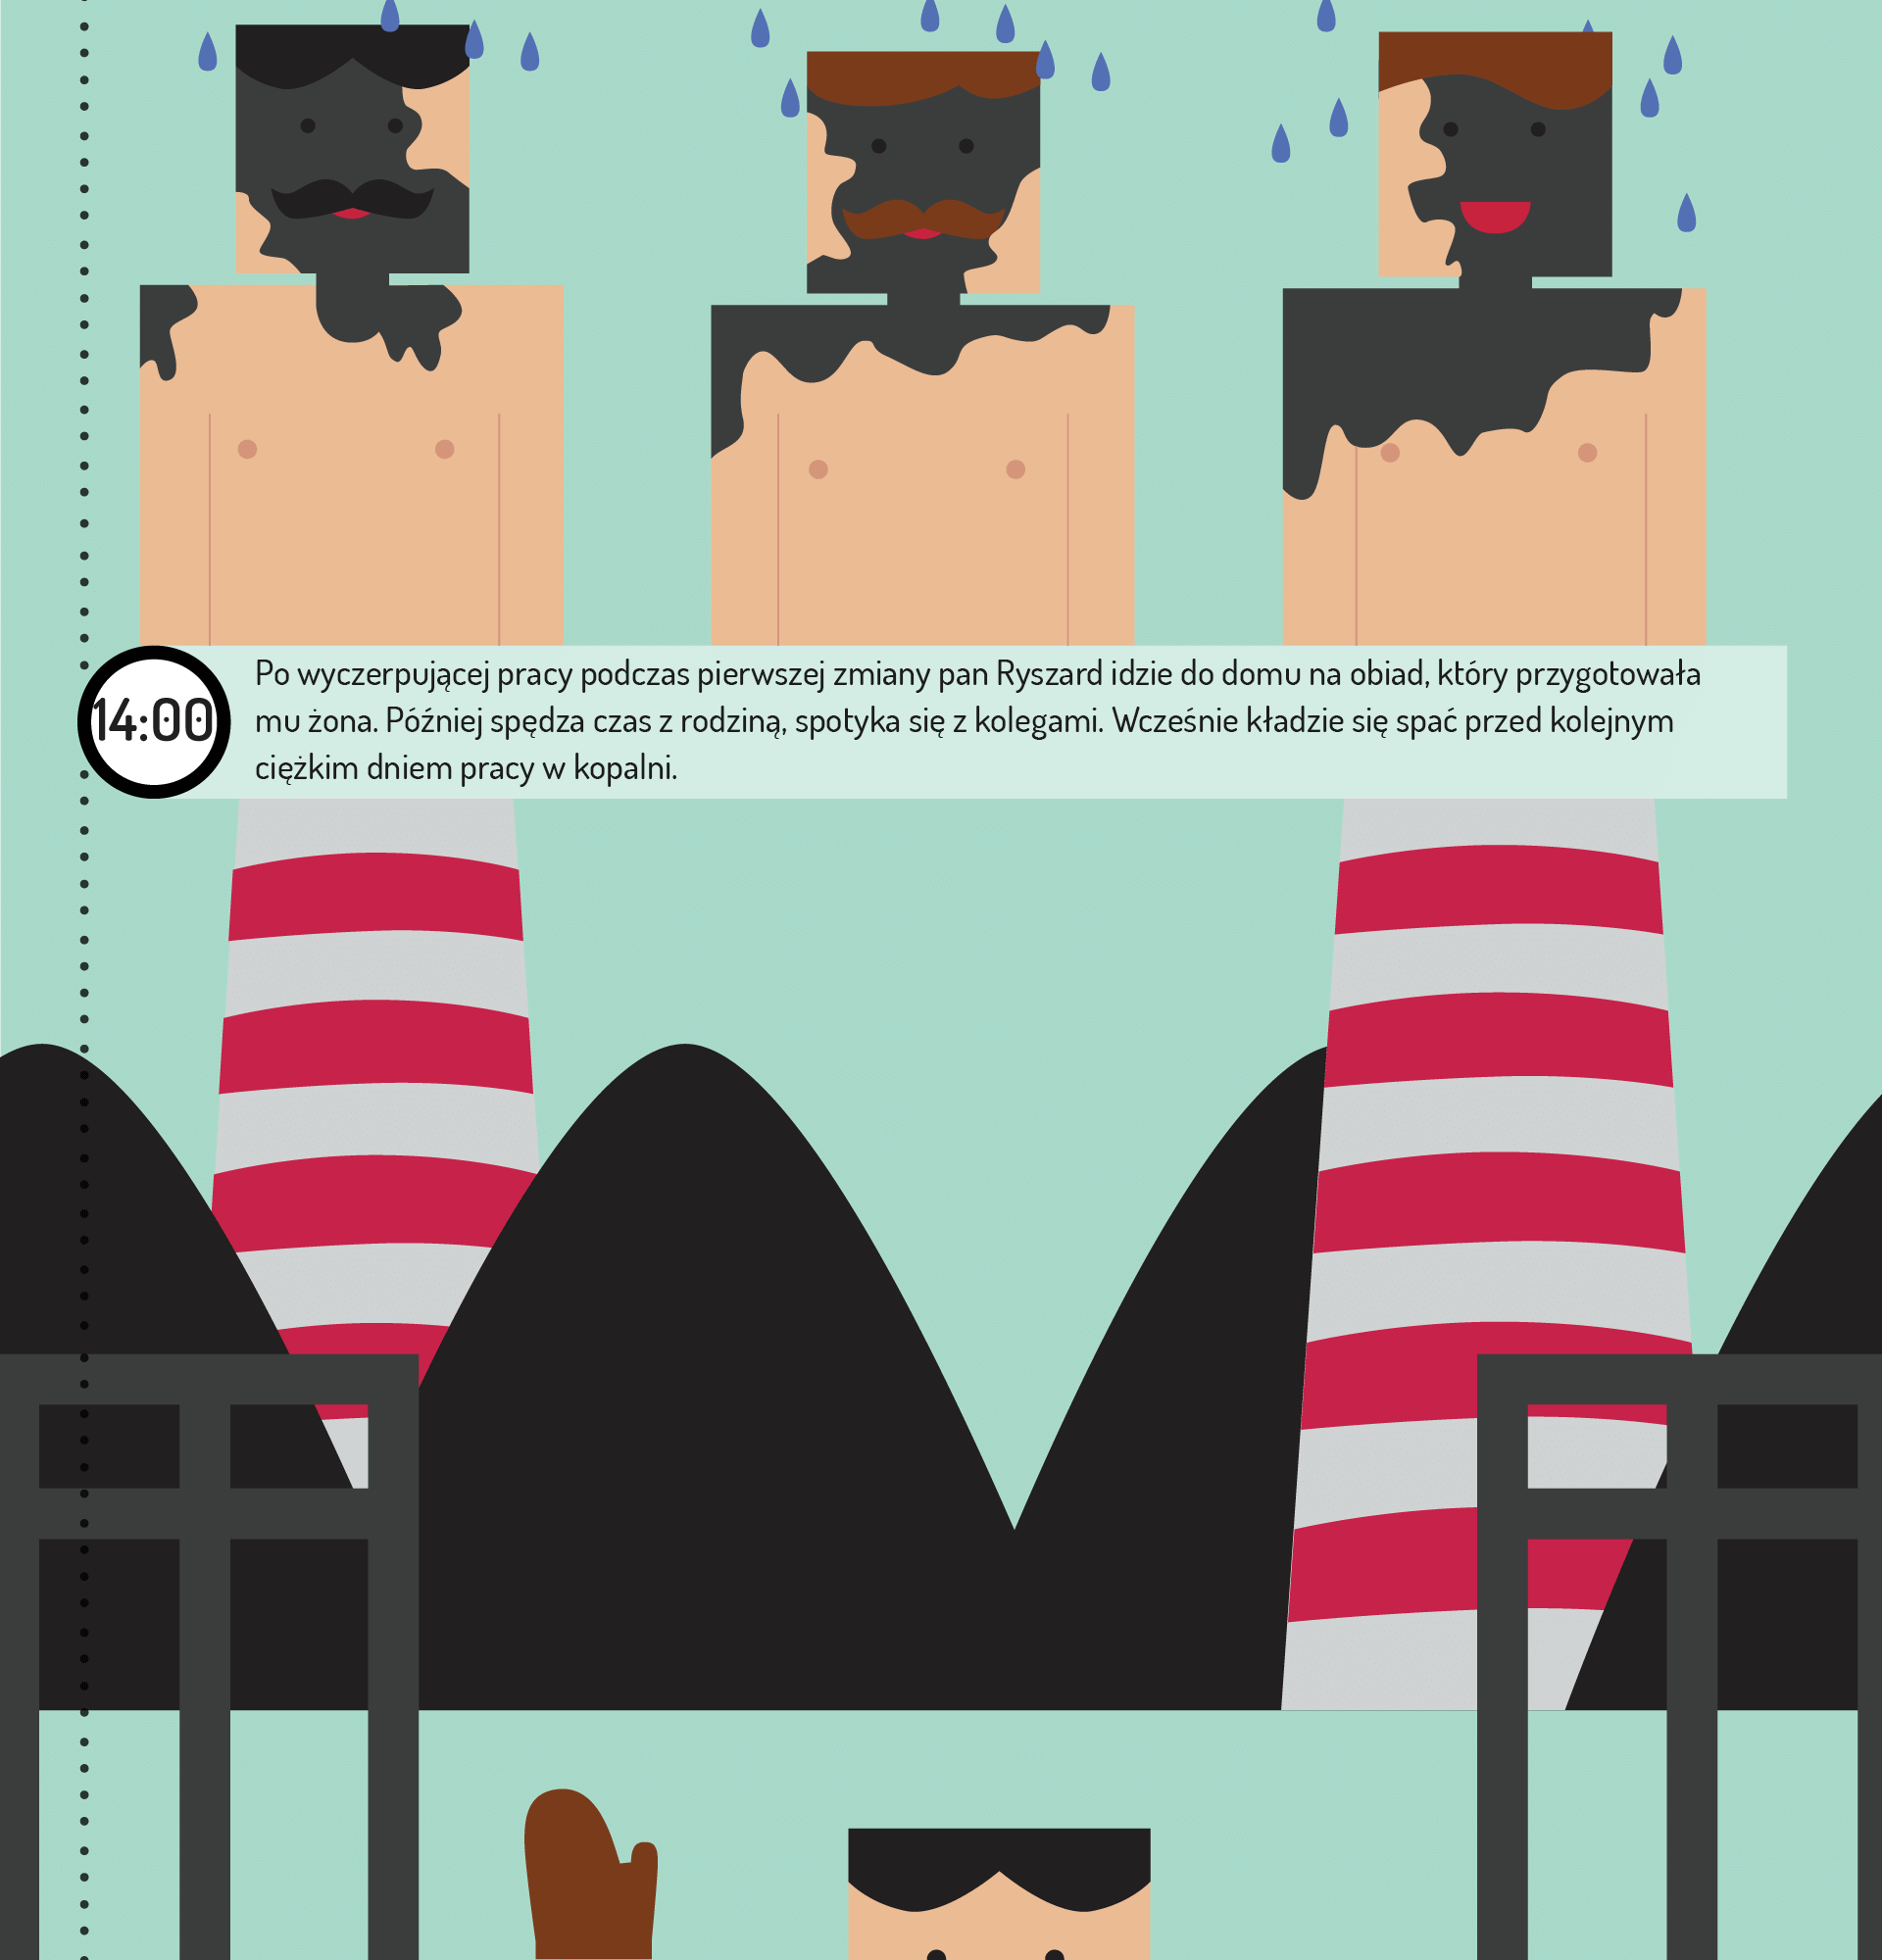 14:00
Po wyczerpującej pracy podczas pierwszej zmiany pan Ryszard idzie do domu na obiad, który przygotowała
mu żona. Później spędza czas z rodziną, spotyka się z kolegami. Wcześnie kładzie się spać przed kolejnym
ciężkim dniem pracy w kopalni.